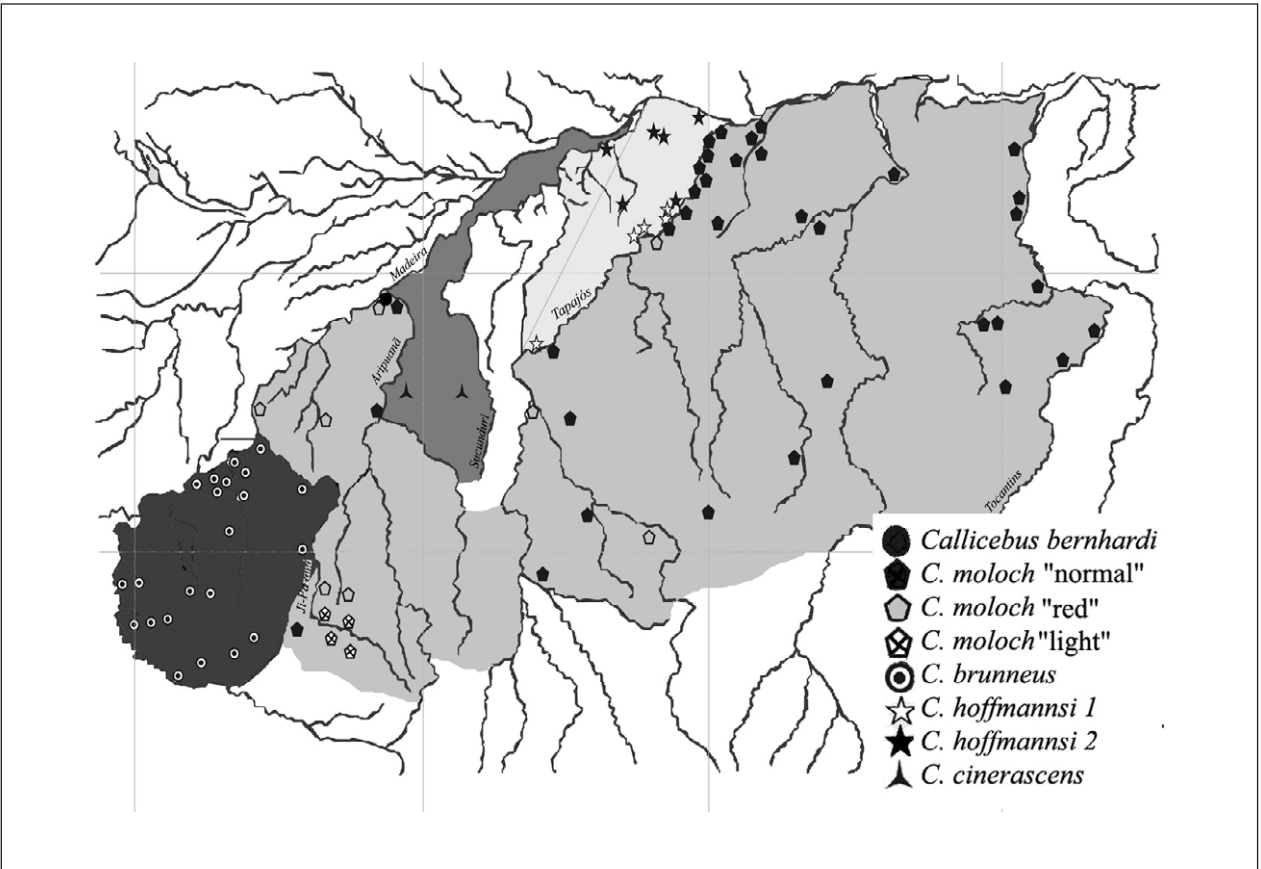 Madeira
Tapajós
Aripuanã
Sucunduri
Tocantins
Ji-Paraná
Callicebus bernhardi
C. moloch "normal"
C. moloch "red"
C. moloch "light"
C. brunneus
C. hoffmannsi 1
C. hoffmannsi 2
C. cinerascens